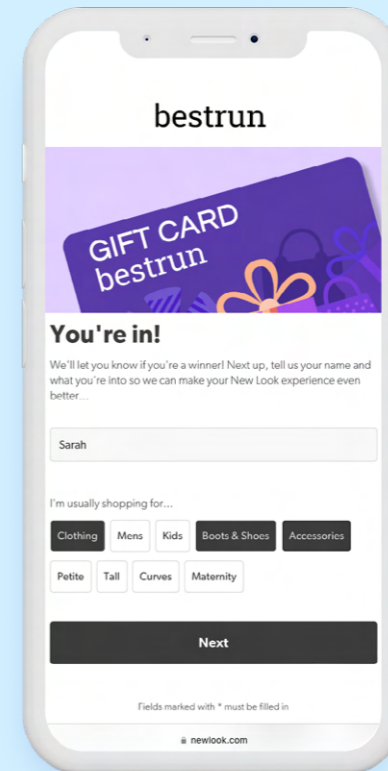 bestrun
GIFT CARD
bestrun
You're in!
We'll let you know if you're a winner! Next up, tell us your name and
what you're into so we can make your New Look experience even
better...
Sarah
I'm usually shopping for...
Clothing Mens Kids Boots & Shoes Accessories
Petite Tall Curves Maternity
Next
Fields marked with * must be filled in
newlook.com